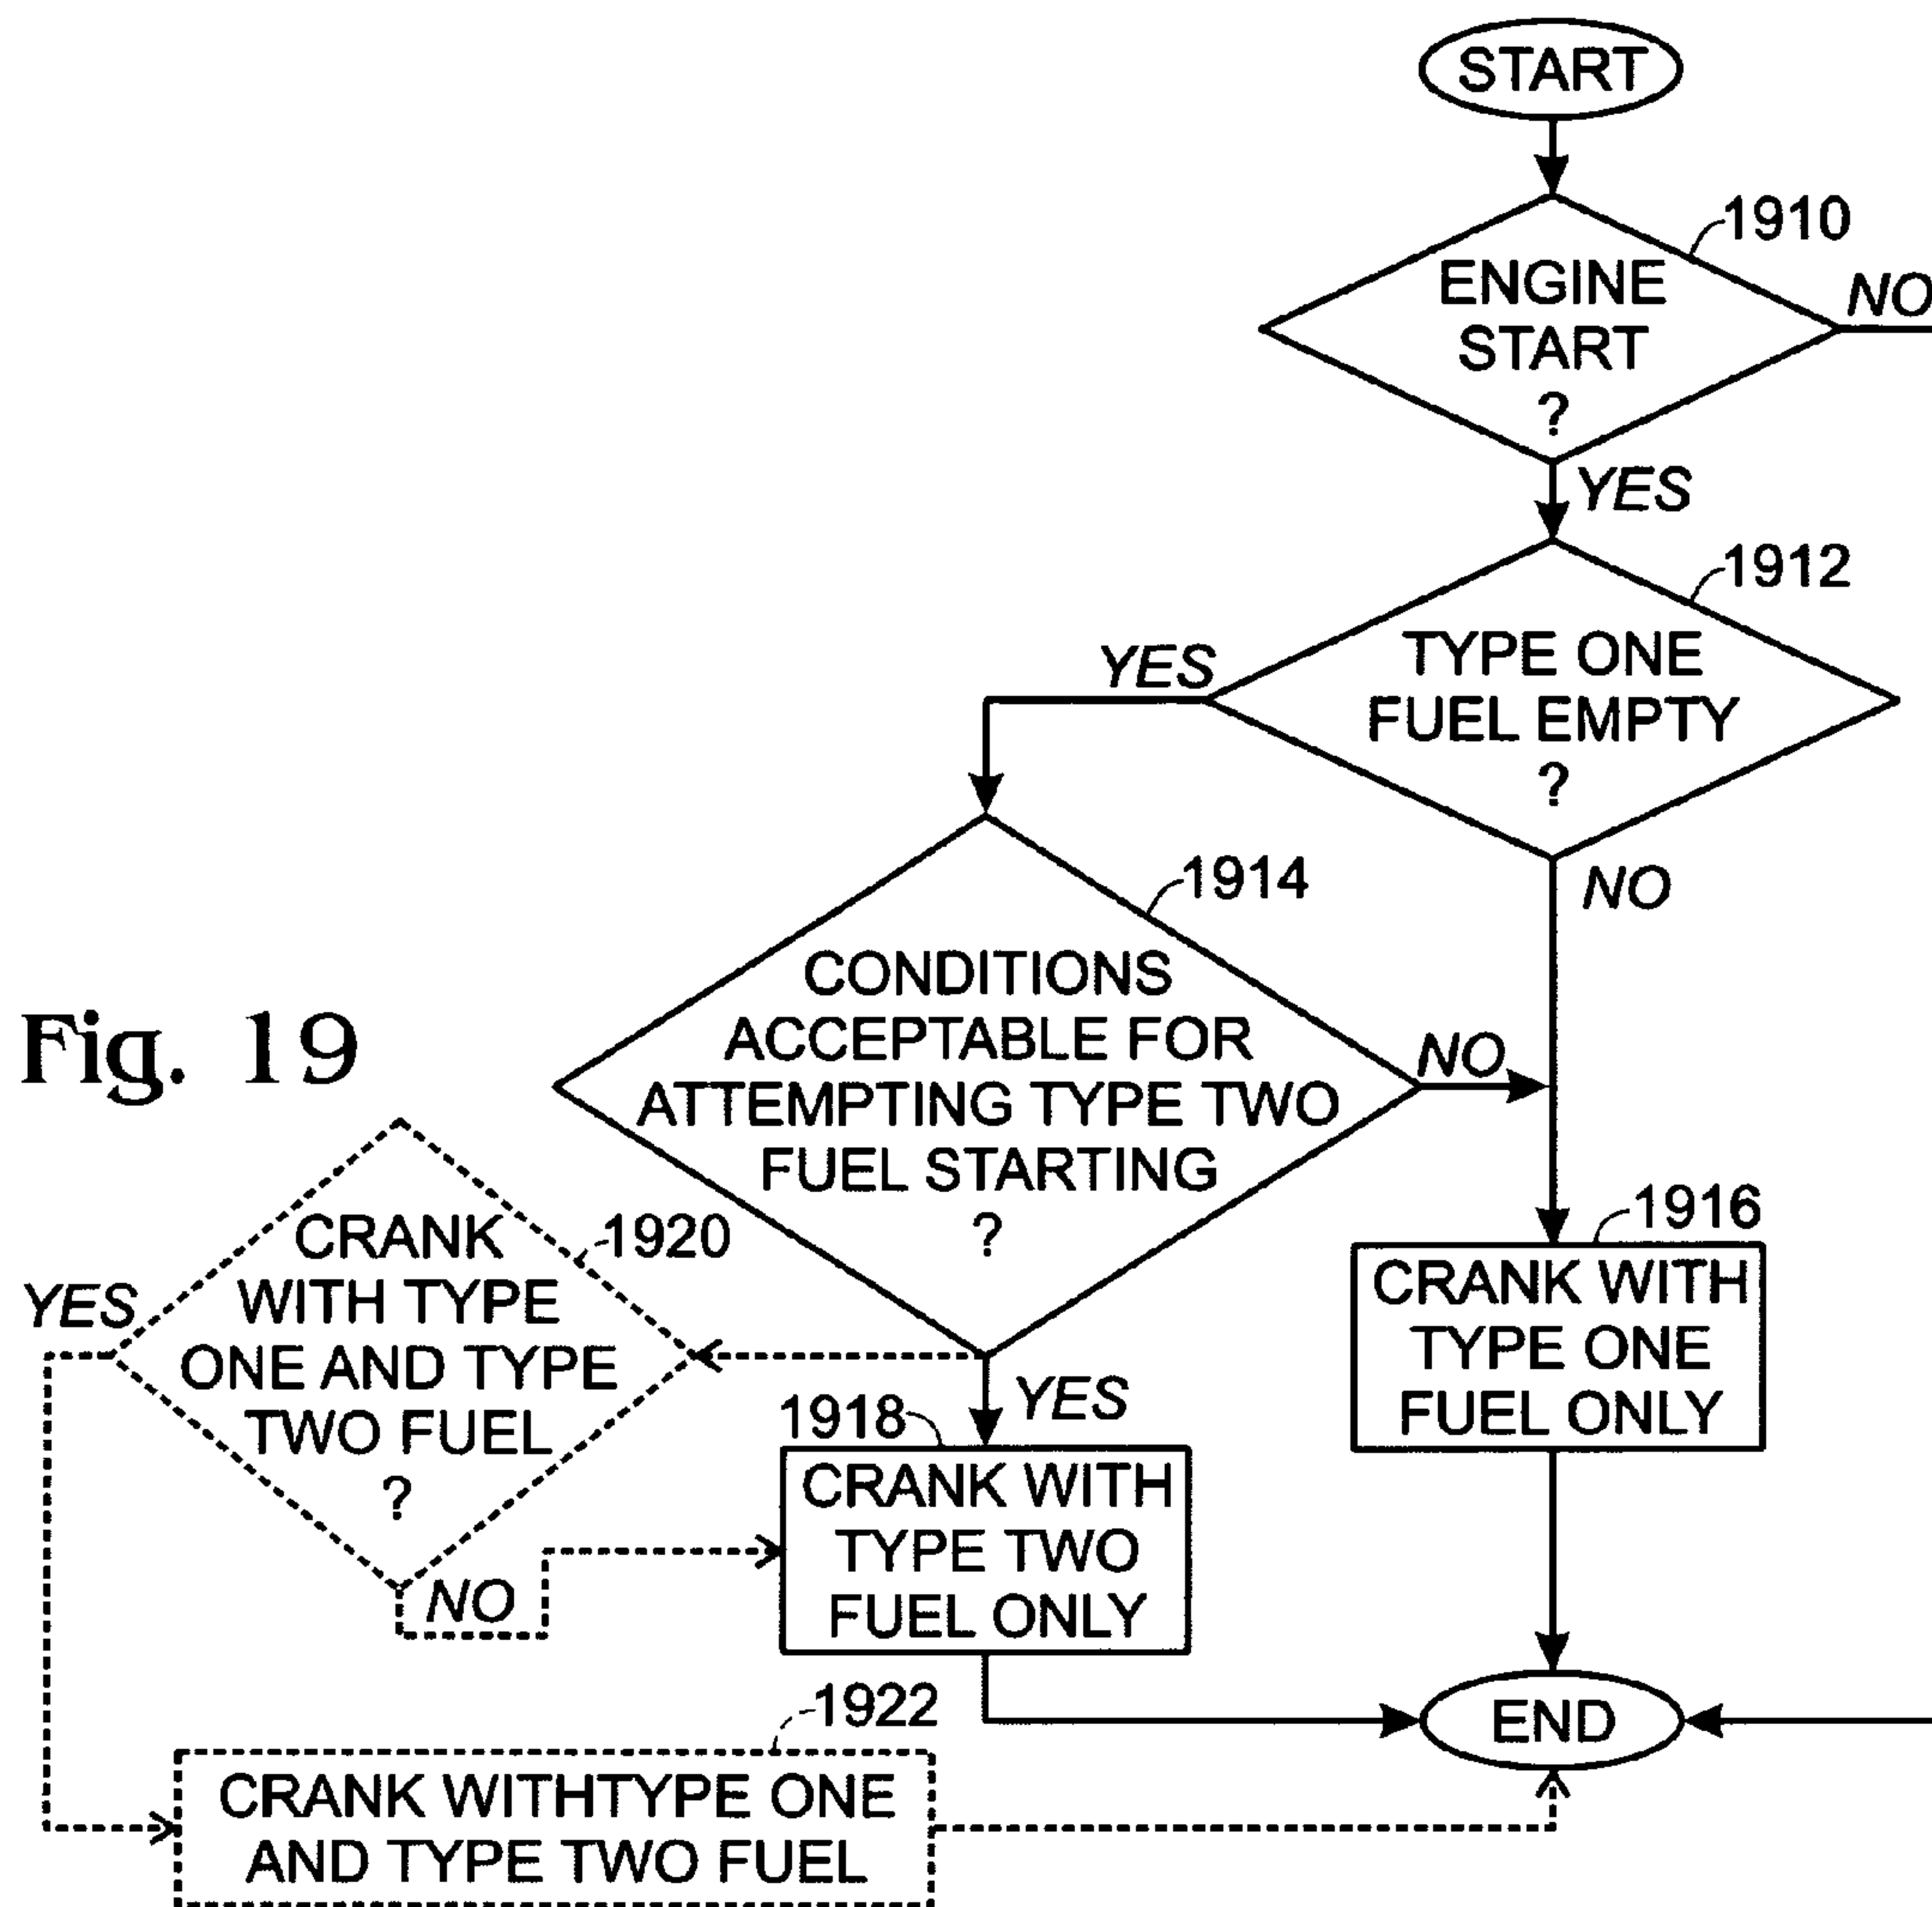 START
1910
ENGINE
START
?
NO
YES
1912
TYPE ONE
FUEL EMPTY
?
YES
NO
1914
CONDITIONS
ACCEPTABLE FOR
ATTEMPTING TYPE TWO
FUEL STARTING
?
NO
Fig. 19
1916
CRANK WITH
TYPE ONE
FUEL ONLY
1920
CRANK
WITH TYPE
ONE AND TYPE
TWO FUEL
?
YES
NO
YES
1918
CRANK WITH
TYPE TWO
FUEL ONLY
1922
CRANK WITHTYPE ONE
AND TYPE TWO FUEL
END